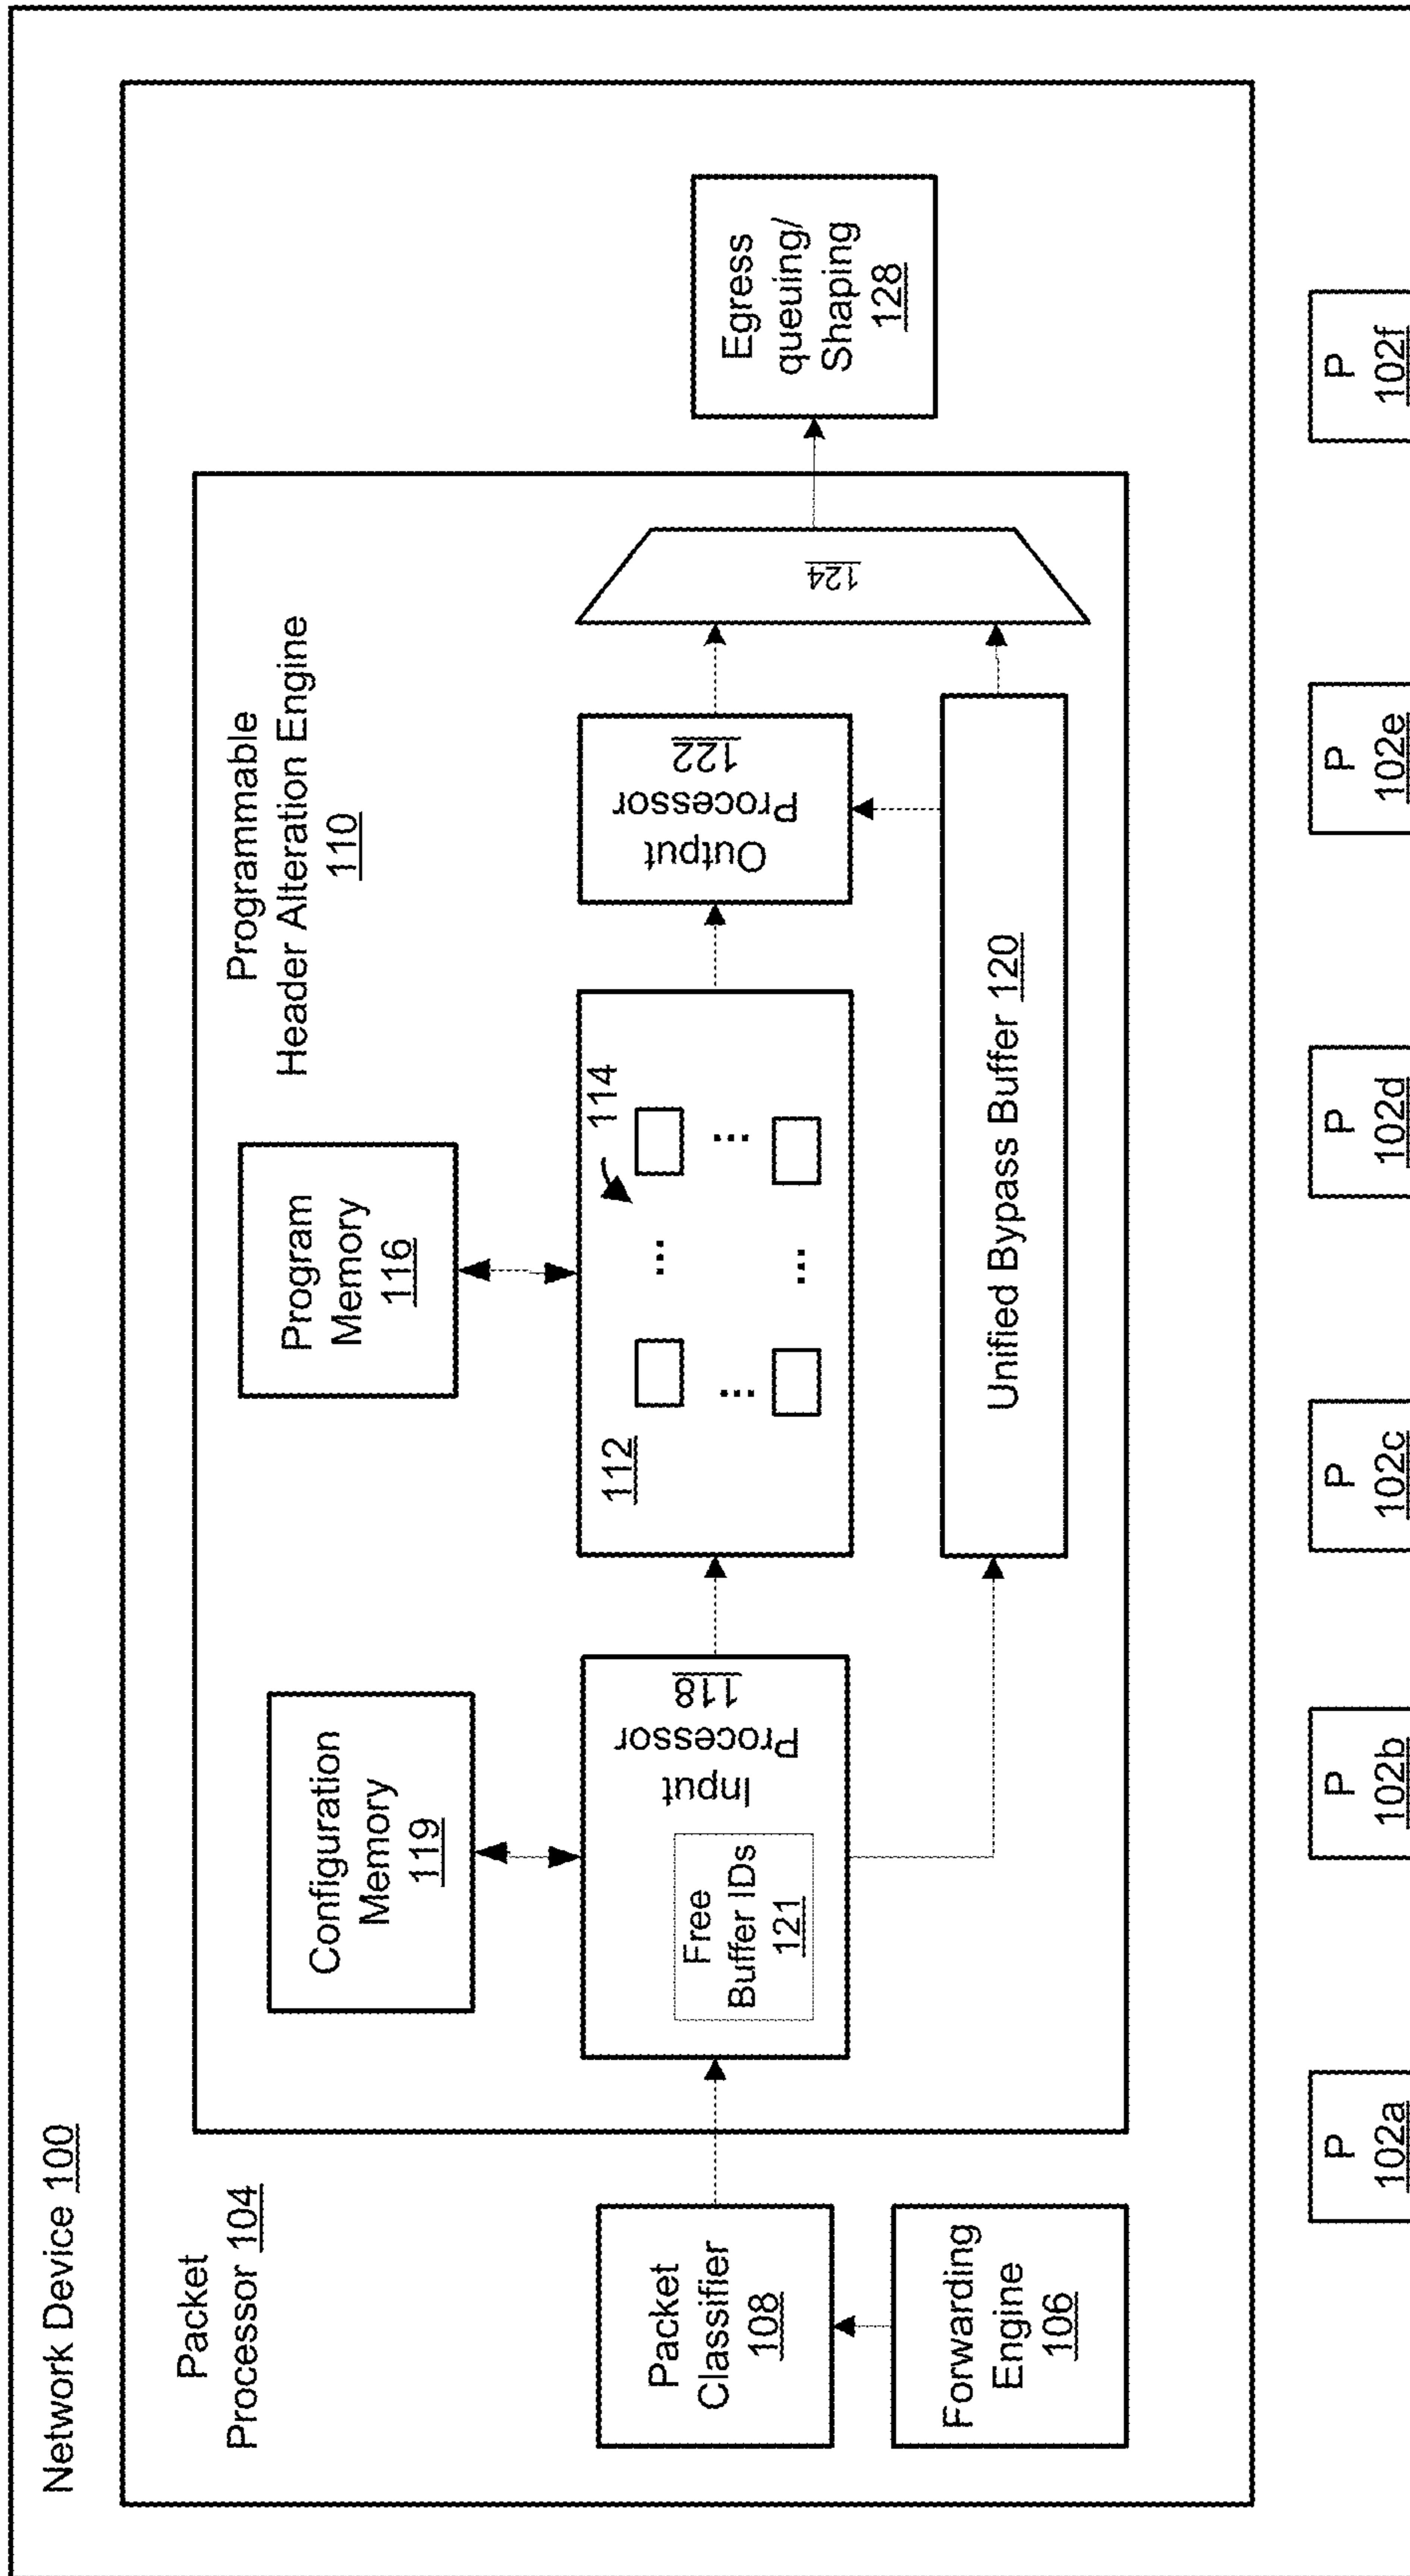 Network Device 100
Packet
Processor 104
Programmable
Header Alteration Engine
110
Configuration
Memory
119
Program
Memory
116
Packet
Classifier
108
Forwarding
Engine
106
Input
Processor
118
Free
Buffer IDs
121
112
114
...
...
...
...
Output
Processor
122
Unified Bypass Buffer 120
124
Egress
queuing/
Shaping
128
P
102a
P
102b
P
102c
P
102d
P
102e
P
102f